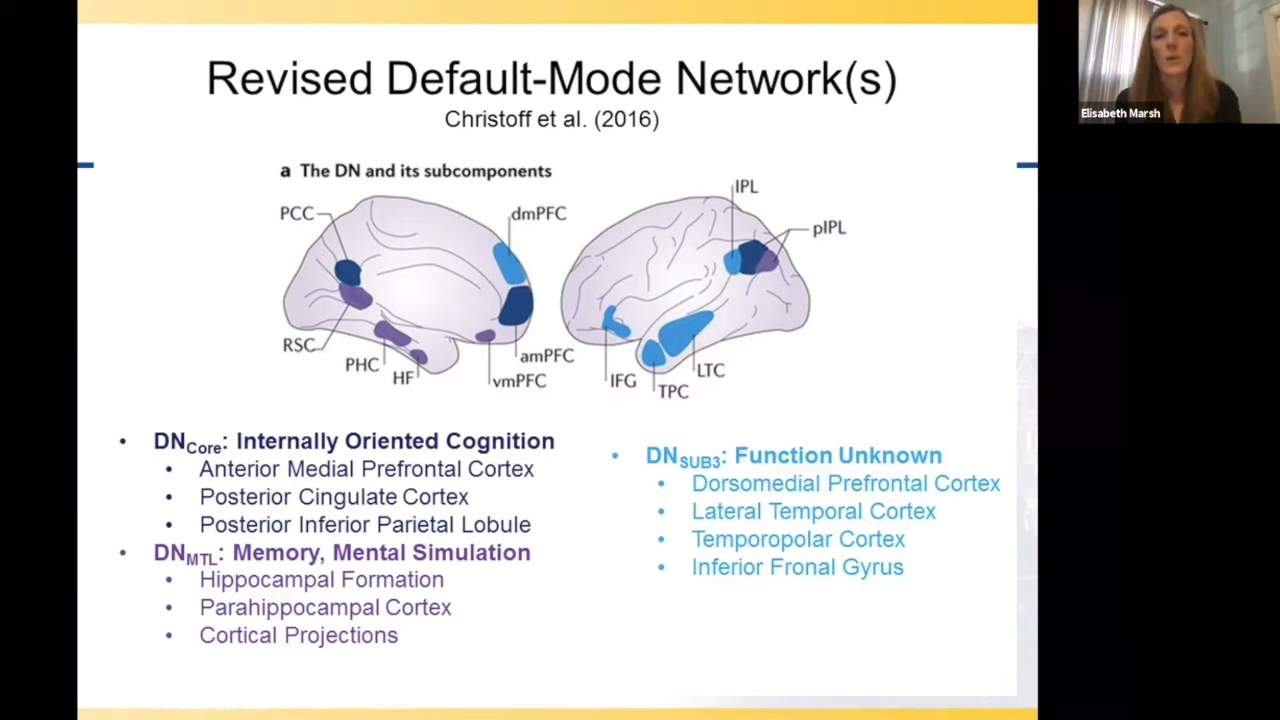 Revised Default-Mode Network(s)
Christoff et al. (2016)
a The DN and its subcomponents
PCC
dmPFC
RSC
PHC
HF
vmPFC
amPFC
IPL
pIPL
IFG
TPC
LTC
• DNCore: Internally Oriented Cognition
• Anterior Medial Prefrontal Cortex
• Posterior Cingulate Cortex
• Posterior Inferior Parietal Lobule
• DNMTL: Memory, Mental Simulation
• Hippocampal Formation
• Parahippocampal Cortex
• Cortical Projections
• DNSUB3: Function Unknown
• Dorsomedial Prefrontal Cortex
• Lateral Temporal Cortex
• Temporopolar Cortex
• Inferior Fronal Gyrus
Elisabeth Marsh